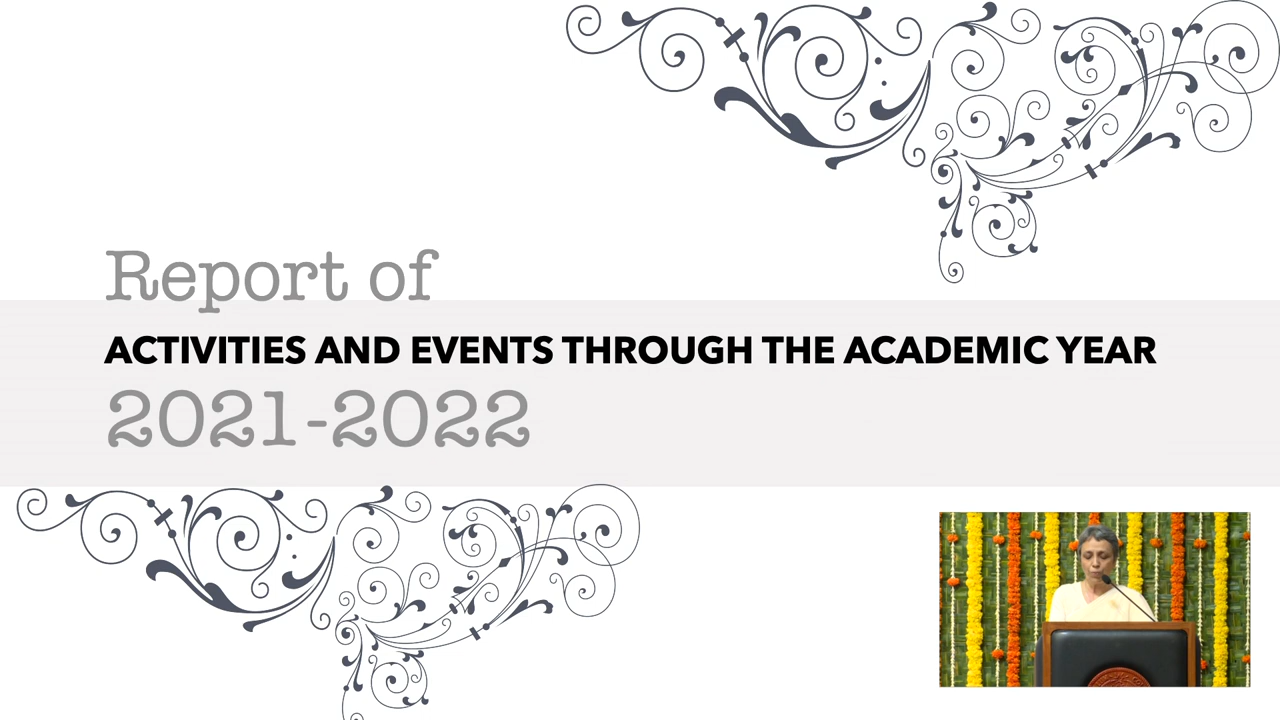 Report of
ACTIVITIES AND EVENTS THROUGH THE ACADEMIC YEAR
2021-2022